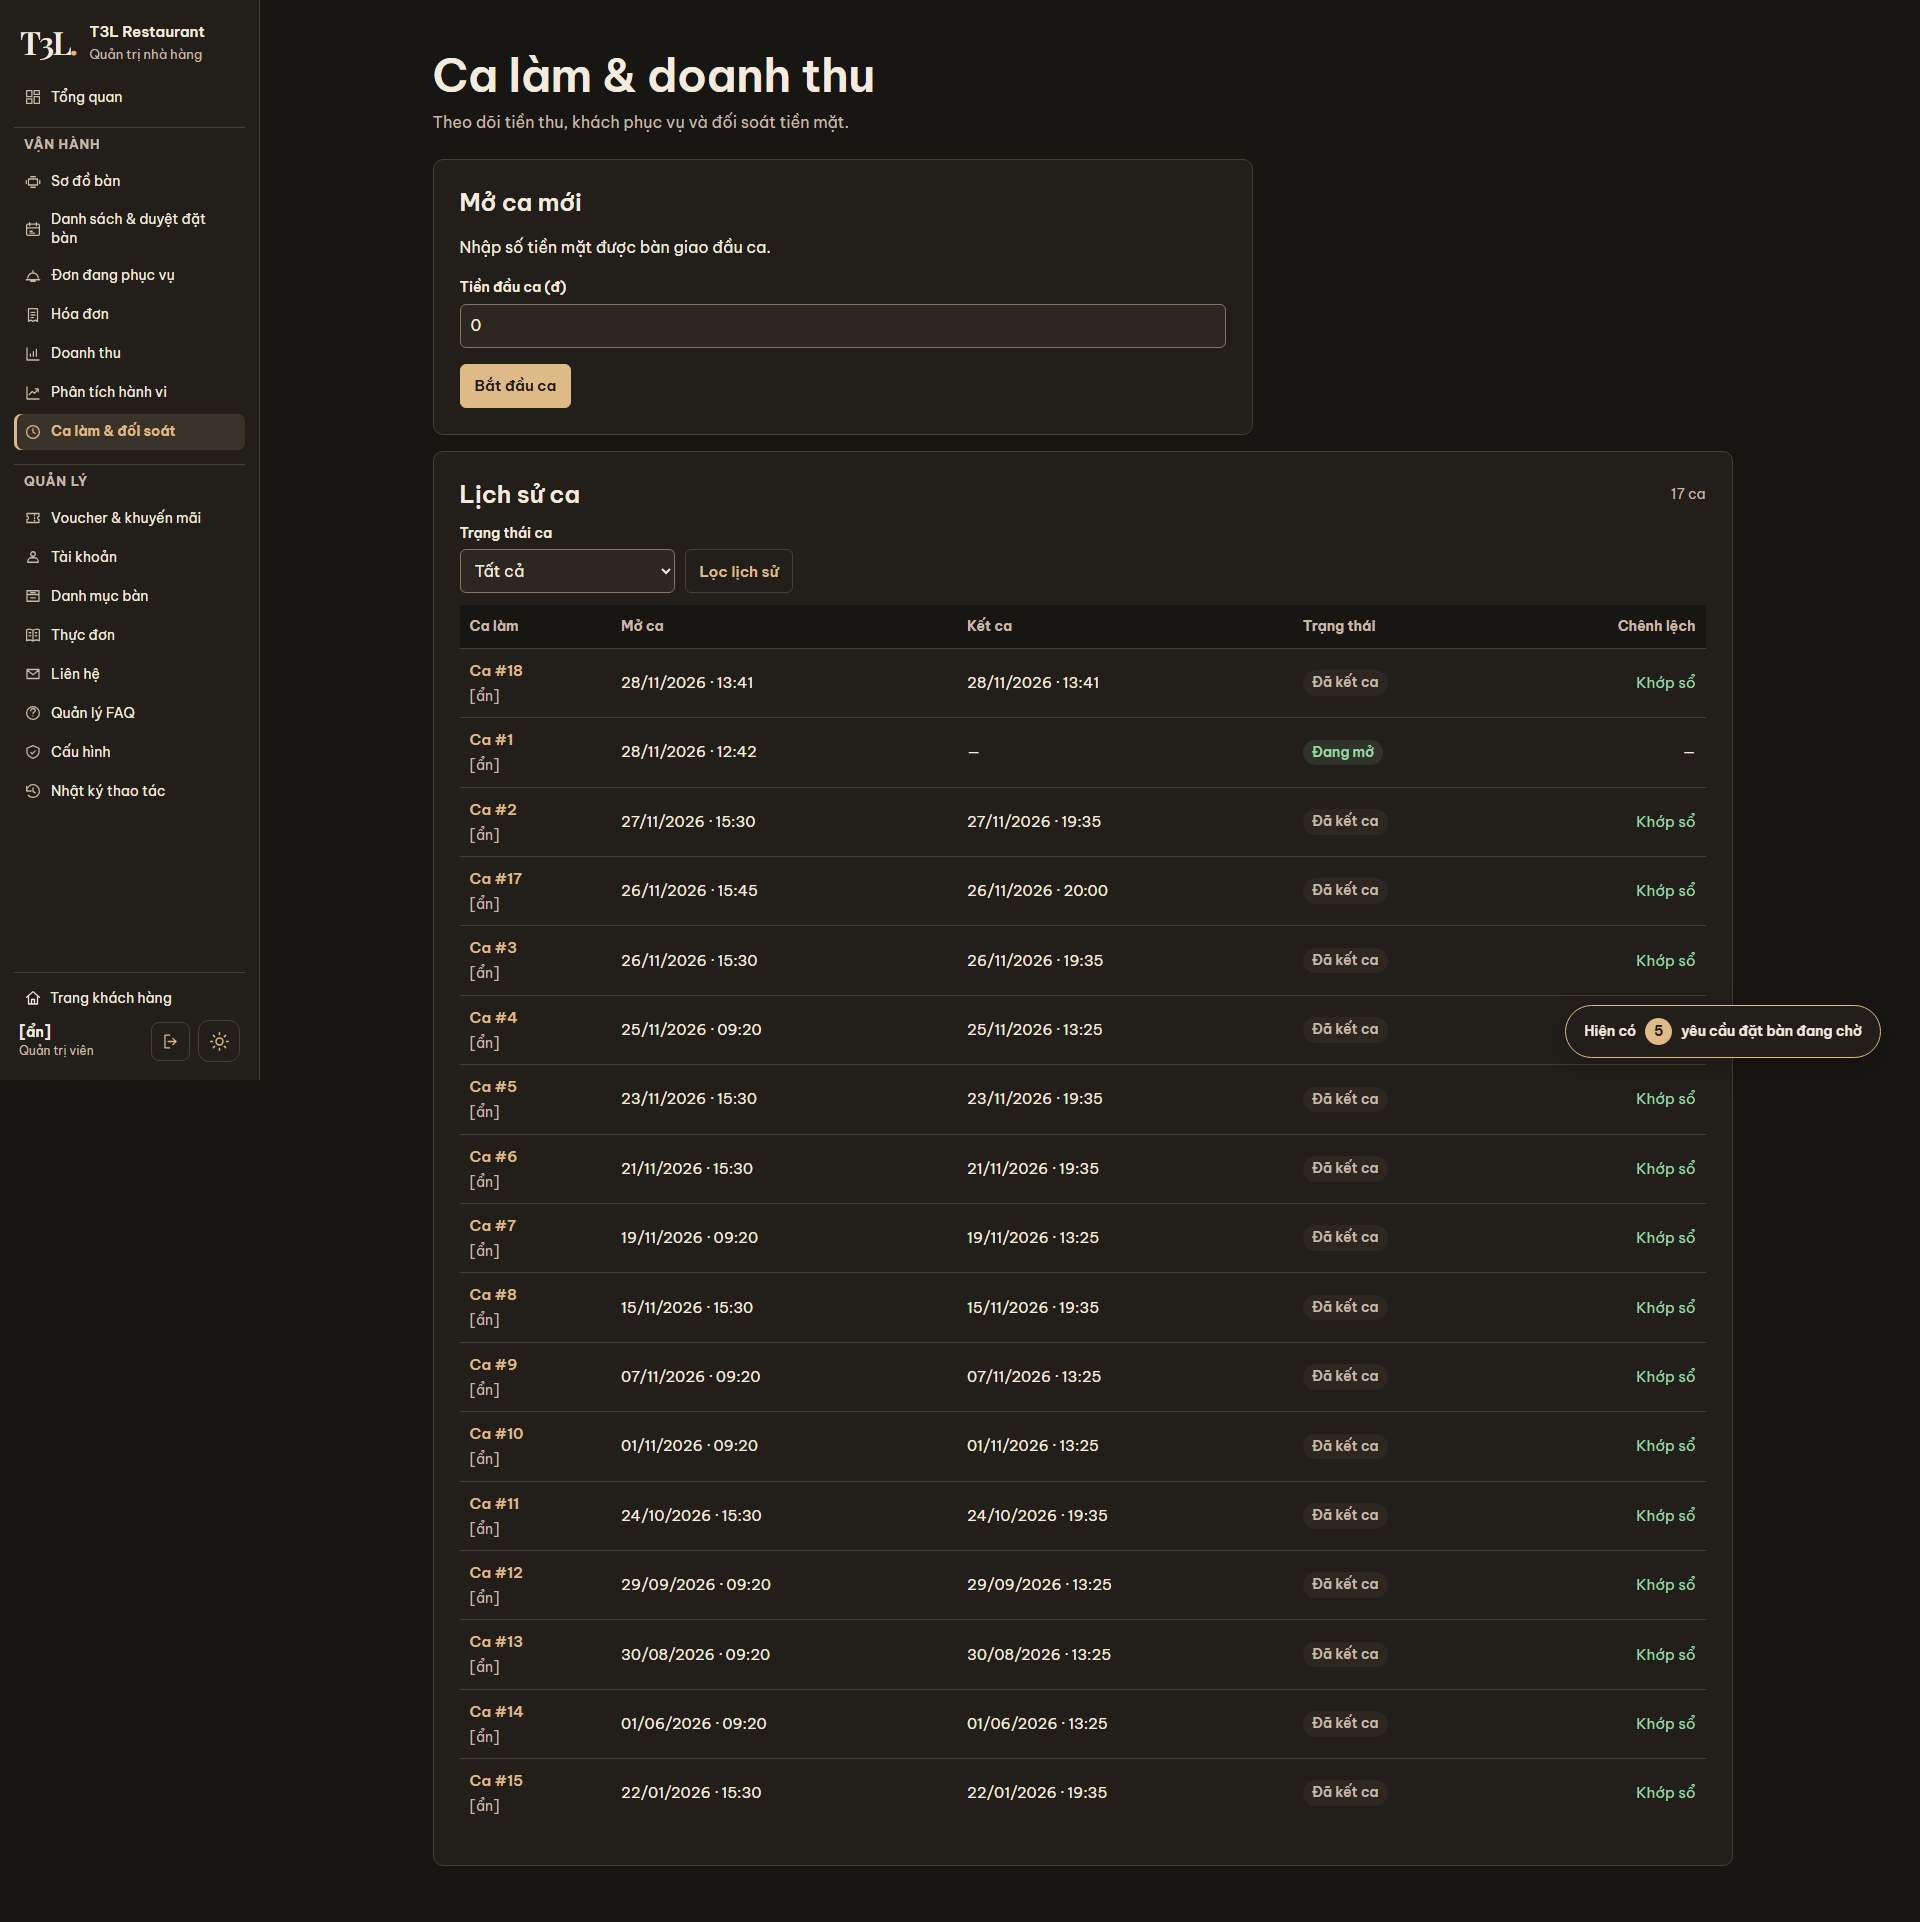 T3L.
T3L Restaurant
Quản trị nhà hàng
Tổng quan
VẬN HÀNH
Sơ đồ bàn
Danh sách & duyệt đặt
bàn
Đơn đang phục vụ
Hóa đơn
Doanh thu
Phân tích hành vi
Ca làm & đối soát
QUẢN LÝ
Voucher & khuyến mãi
Tài khoản
Danh mục bàn
Thực đơn
Liên hệ
Quản lý FAQ
Cấu hình
Nhật ký thao tác
Trang khách hàng
[ẩn]
Quản trị viên
Ca làm & doanh thu
Theo dõi tiền thu, khách phục vụ và đối soát tiền mặt.
Mở ca mới
Nhập số tiền mặt được bàn giao đầu ca.
Tiền đầu ca (đ)
0
Bắt đầu ca
Lịch sử ca
17 ca
Trạng thái ca
Tất cả
Lọc lịch sử
Ca làm Mở ca Kết ca Trạng thái Chênh lệch
Ca #18
[ẩn]
28/11/2026 · 13:41 28/11/2026 · 13:41 Đã kết ca Khớp sổ
Ca #1
[ẩn]
28/11/2026 · 12:42 — Đang mở —
Ca #2
[ẩn]
27/11/2026 · 15:30 27/11/2026 · 19:35 Đã kết ca Khớp sổ
Ca #17
[ẩn]
26/11/2026 · 15:45 26/11/2026 · 20:00 Đã kết ca Khớp sổ
Ca #3
[ẩn]
26/11/2026 · 15:30 26/11/2026 · 19:35 Đã kết ca Khớp sổ
Ca #4
[ẩn]
25/11/2026 · 09:20 25/11/2026 · 13:25 Đã kết ca
Hiện có 5 yêu cầu đặt bàn đang chờ
Ca #5
[ẩn]
23/11/2026 · 15:30 23/11/2026 · 19:35 Đã kết ca Khớp sổ
Ca #6
[ẩn]
21/11/2026 · 15:30 21/11/2026 · 19:35 Đã kết ca Khớp sổ
Ca #7
[ẩn]
19/11/2026 · 09:20 19/11/2026 · 13:25 Đã kết ca Khớp sổ
Ca #8
[ẩn]
15/11/2026 · 15:30 15/11/2026 · 19:35 Đã kết ca Khớp sổ
Ca #9
[ẩn]
07/11/2026 · 09:20 07/11/2026 · 13:25 Đã kết ca Khớp sổ
Ca #10
[ẩn]
01/11/2026 · 09:20 01/11/2026 · 13:25 Đã kết ca Khớp sổ
Ca #11
[ẩn]
24/10/2026 · 15:30 24/10/2026 · 19:35 Đã kết ca Khớp sổ
Ca #12
[ẩn]
29/09/2026 · 09:20 29/09/2026 · 13:25 Đã kết ca Khớp sổ
Ca #13
[ẩn]
30/08/2026 · 09:20 30/08/2026 · 13:25 Đã kết ca Khớp sổ
Ca #14
[ẩn]
01/06/2026 · 09:20 01/06/2026 · 13:25 Đã kết ca Khớp sổ
Ca #15
[ẩn]
22/01/2026 · 15:30 22/01/2026 · 19:35 Đã kết ca Khớp sổ